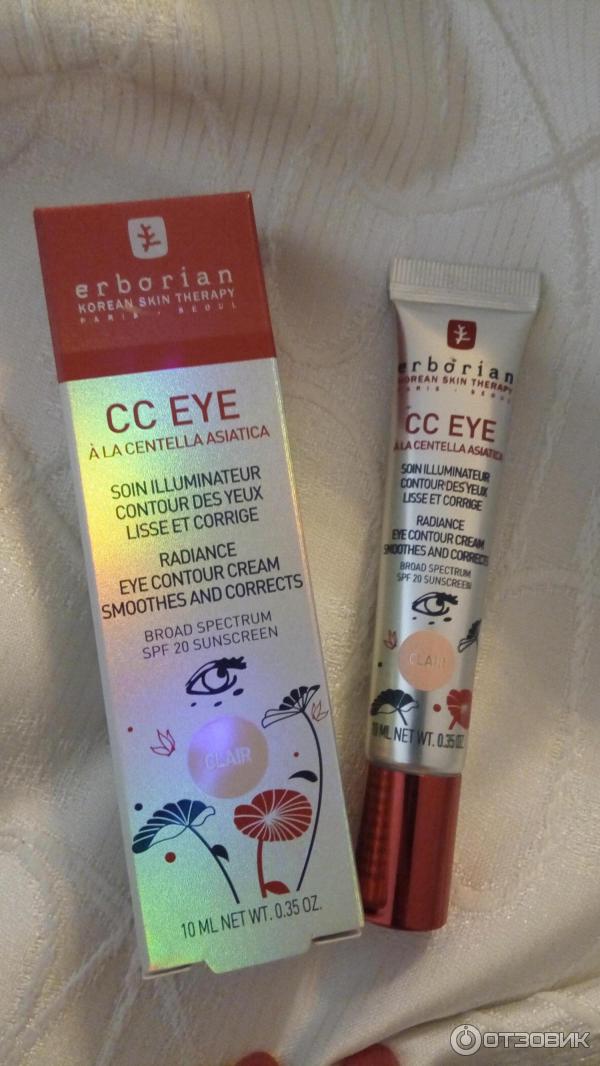 erborian
KOREAN SKIN THERAPY
PARIS · SEOUL
CC EYE
À LA CENTELLA ASIATICA
SOIN ILLUMINATEUR
CONTOUR DES YEUX
LISSE ET CORRIGE
RADIANCE
EYE CONTOUR CREAM
SMOOTHES AND CORRECTS
BROAD SPECTRUM
SPF 20 SUNSCREEN
CLAIR
10 ML NET WT. 0.35 OZ.
erborian
KOREAN SKIN THERAPY
PARIS · SEOUL
CC EYE
À LA CENTELLA ASIATICA
SOIN ILLUMINATEUR
CONTOUR DES YEUX
LISSE ET CORRIGE
RADIANCE
EYE CONTOUR CREAM
SMOOTHES AND CORRECTS
BROAD SPECTRUM
SPF 20 SUNSCREEN
CLAIR
10 ML NET WT. 0.35 OZ.
ОТЗОВИК